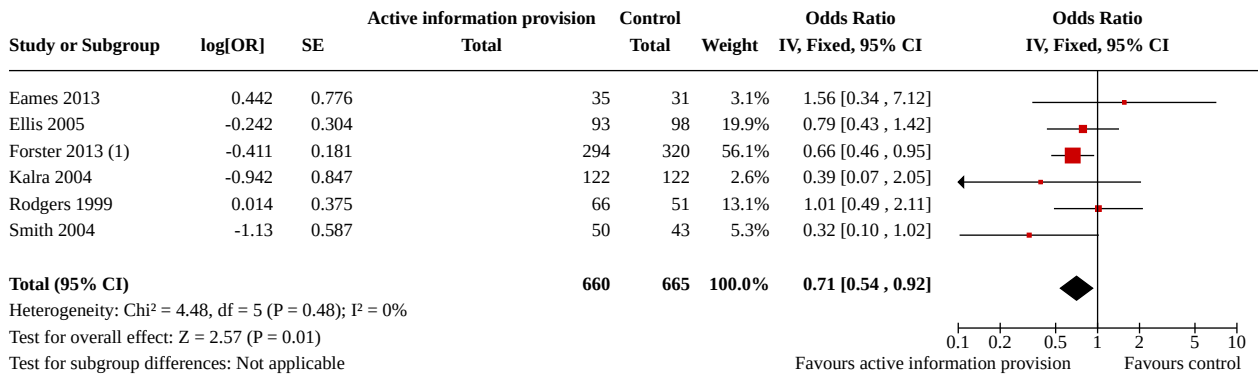 Active information provision Control Odds Ratio Odds Ratio
Study or Subgroup log[OR] SE Total Total Weight IV, Fixed, 95% CI IV, Fixed, 95% CI
Eames 2013 0.442 0.776 35 31 3.1% 1.56 [0.34 , 7.12]
Ellis 2005 -0.242 0.304 93 98 19.9% 0.79 [0.43 , 1.42]
Forster 2013 (1) -0.411 0.181 294 320 56.1% 0.66 [0.46 , 0.95]
Kalra 2004 -0.942 0.847 122 122 2.6% 0.39 [0.07 , 2.05]
Rodgers 1999 0.014 0.375 66 51 13.1% 1.01 [0.49 , 2.11]
Smith 2004 -1.13 0.587 50 43 5.3% 0.32 [0.10 , 1.02]
Total (95% CI) 660 665 100.0% 0.71 [0.54 , 0.92]
Heterogeneity: Chi² = 4.48, df = 5 (P = 0.48); I² = 0%
Test for overall effect: Z = 2.57 (P = 0.01) 0.1 0.2 0.5 1 2 5 10
Test for subgroup differences: Not applicable Favours active information provision Favours control